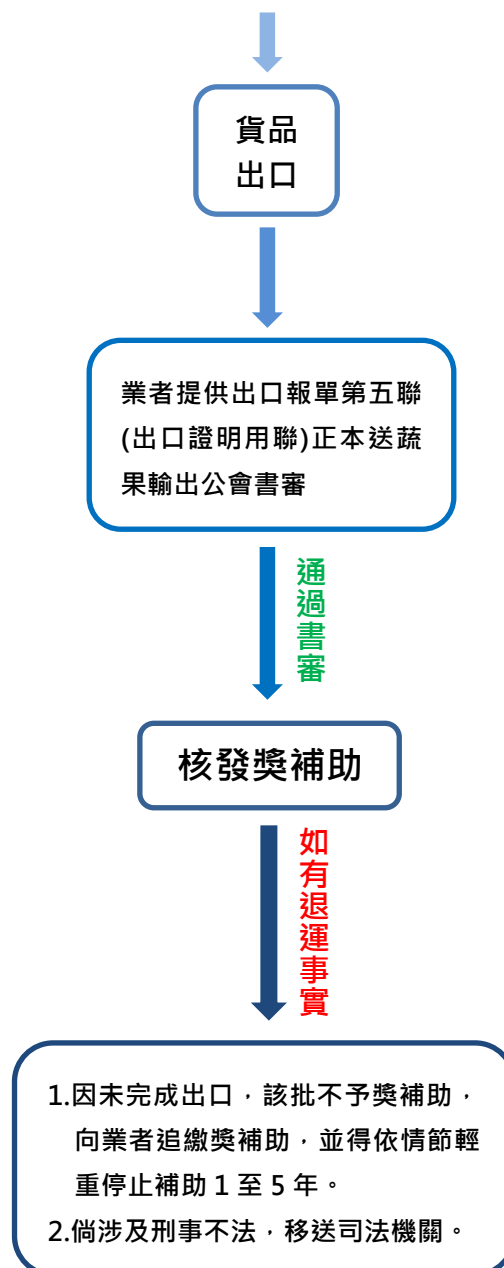 貨品
出口
業者提供出口報單第五聯
(出口證明用聯)正本送蔬
果輸出公會書審
通過書審
核發獎補助
如有退運事實
1.因未完成出口，該批不予獎補助，
向業者追繳獎補助，並得依情節輕
重停止補助 1 至 5 年。
2.倘涉及刑事不法，移送司法機關。